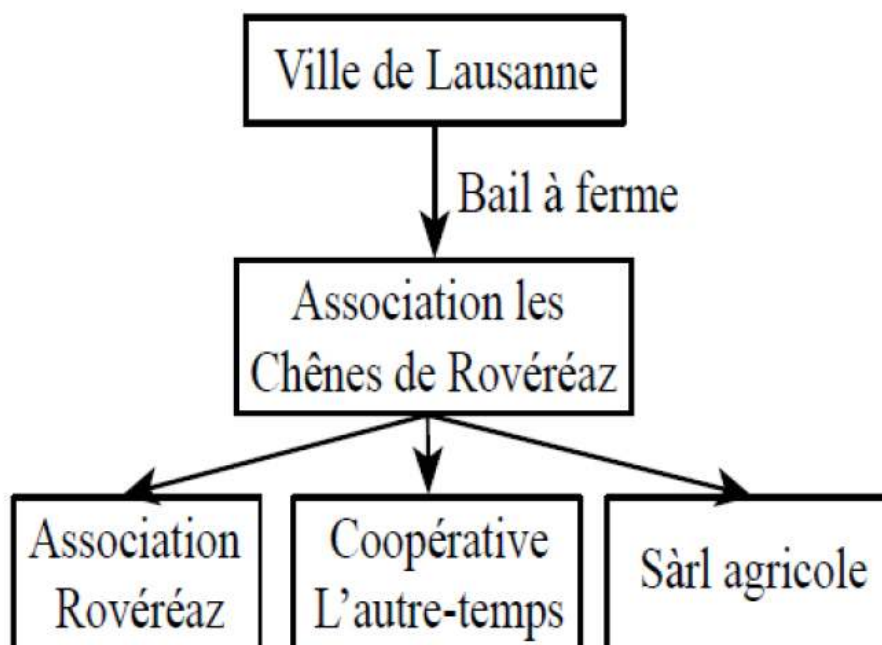 Ville de Lausanne
Bail à ferme
Association les
Chênes de Rovéréaz
Association
Rovéréaz
Coopérative
L'autre-temps
Sàrl agricole